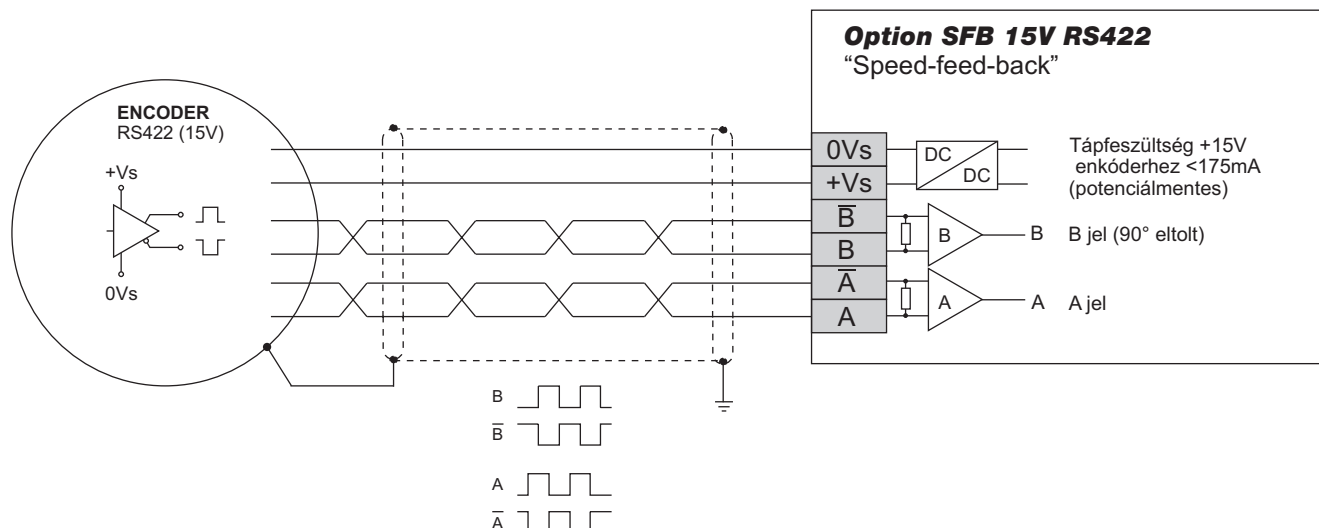 Option SFB 15V RS422
“Speed-feed-back”
ENCODER
RS422 (15V)
+Vs
0Vs
0Vs
+Vs
B̅
B
A̅
A
DC
DC
Tápfeszültség +15V
enkóderhez <175mA
(potenciálmentes)
B
B
B jel (90° eltolt)
A
A
A jel
B
B̅
A
A̅